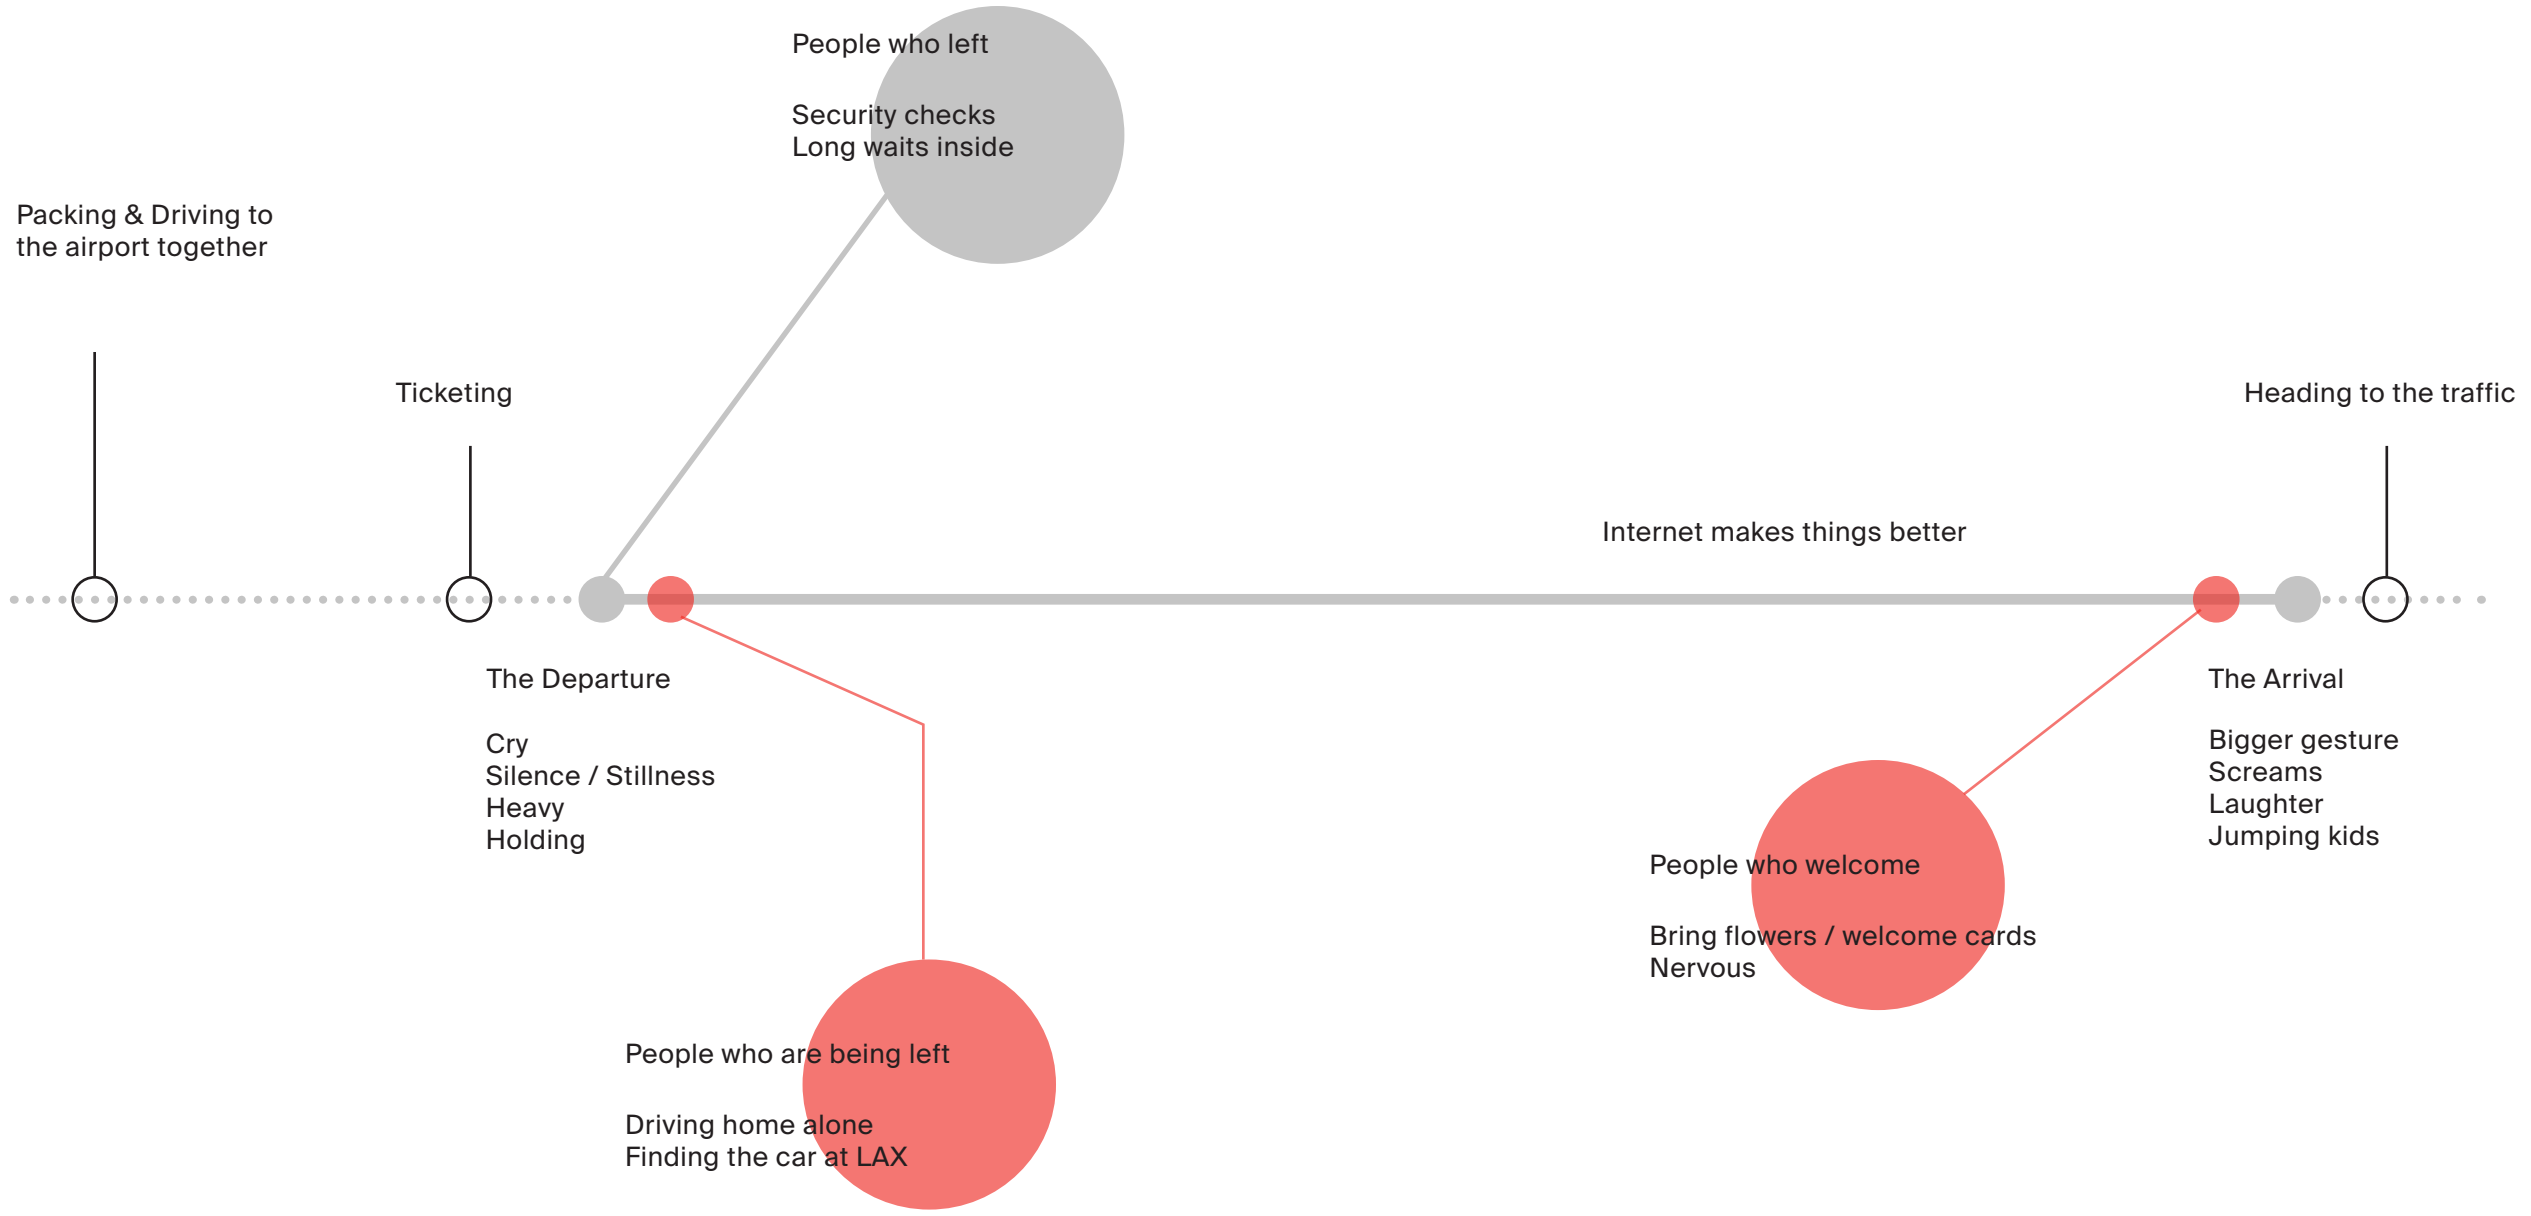 People who left
Security checks
Long waits inside
Packing & Driving to
the airport together
Ticketing
Heading to the traffic
Internet makes things better
The Departure
Cry
Silence / Stillness
Heavy
Holding
The Arrival
Bigger gesture
Screams
Laughter
Jumping kids
People who welcome
Bring flowers / welcome cards
Nervous
People who are being left
Driving home alone
Finding the car at LAX